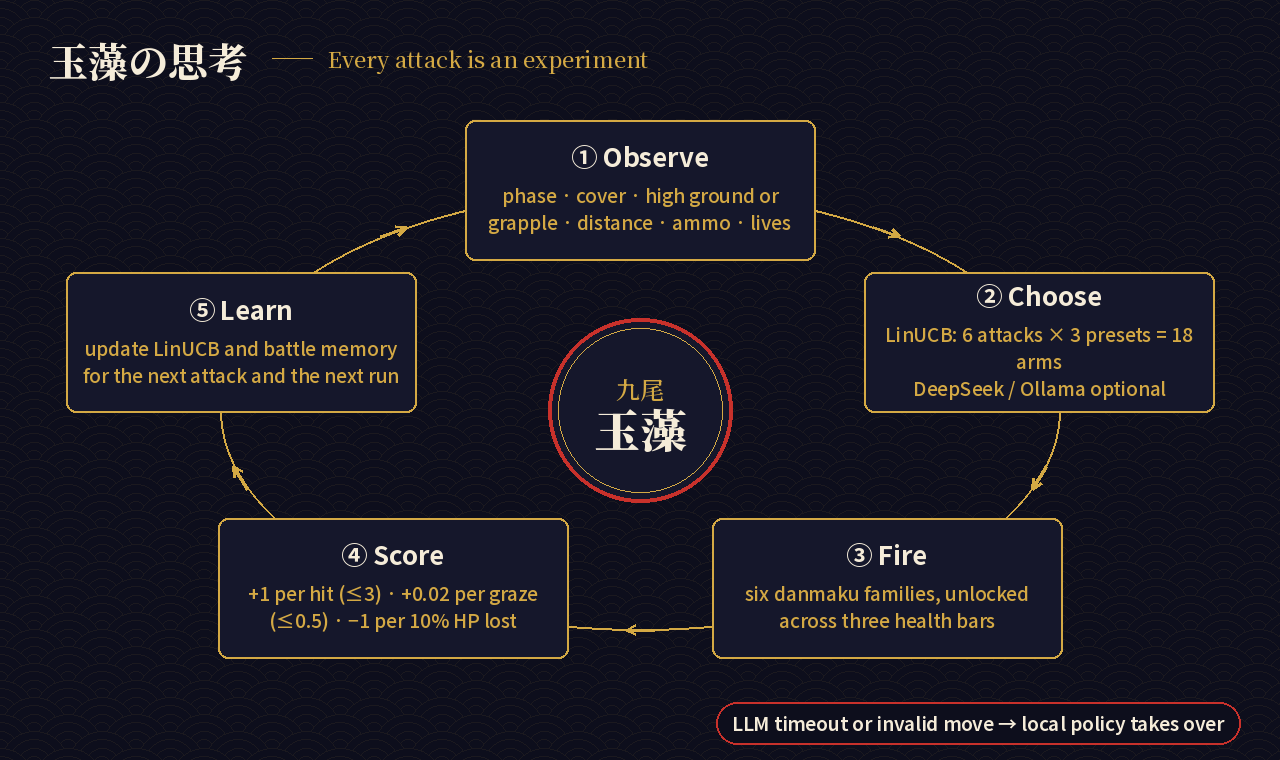 玉藻の思考
Every attack is an experiment
① Observe
phase · cover · high ground or
grapple · distance · ammo · lives
② Choose
LinUCB: 6 attacks × 3 presets = 18
arms
DeepSeek / Ollama optional
③ Fire
six danmaku families, unlocked
across three health bars
④ Score
+1 per hit (≤3) · +0.02 per graze
(≤0.5) · −1 per 10% HP lost
⑤ Learn
update LinUCB and battle memory
for the next attack and the next run
九尾
玉藻
LLM timeout or invalid move → local policy takes over